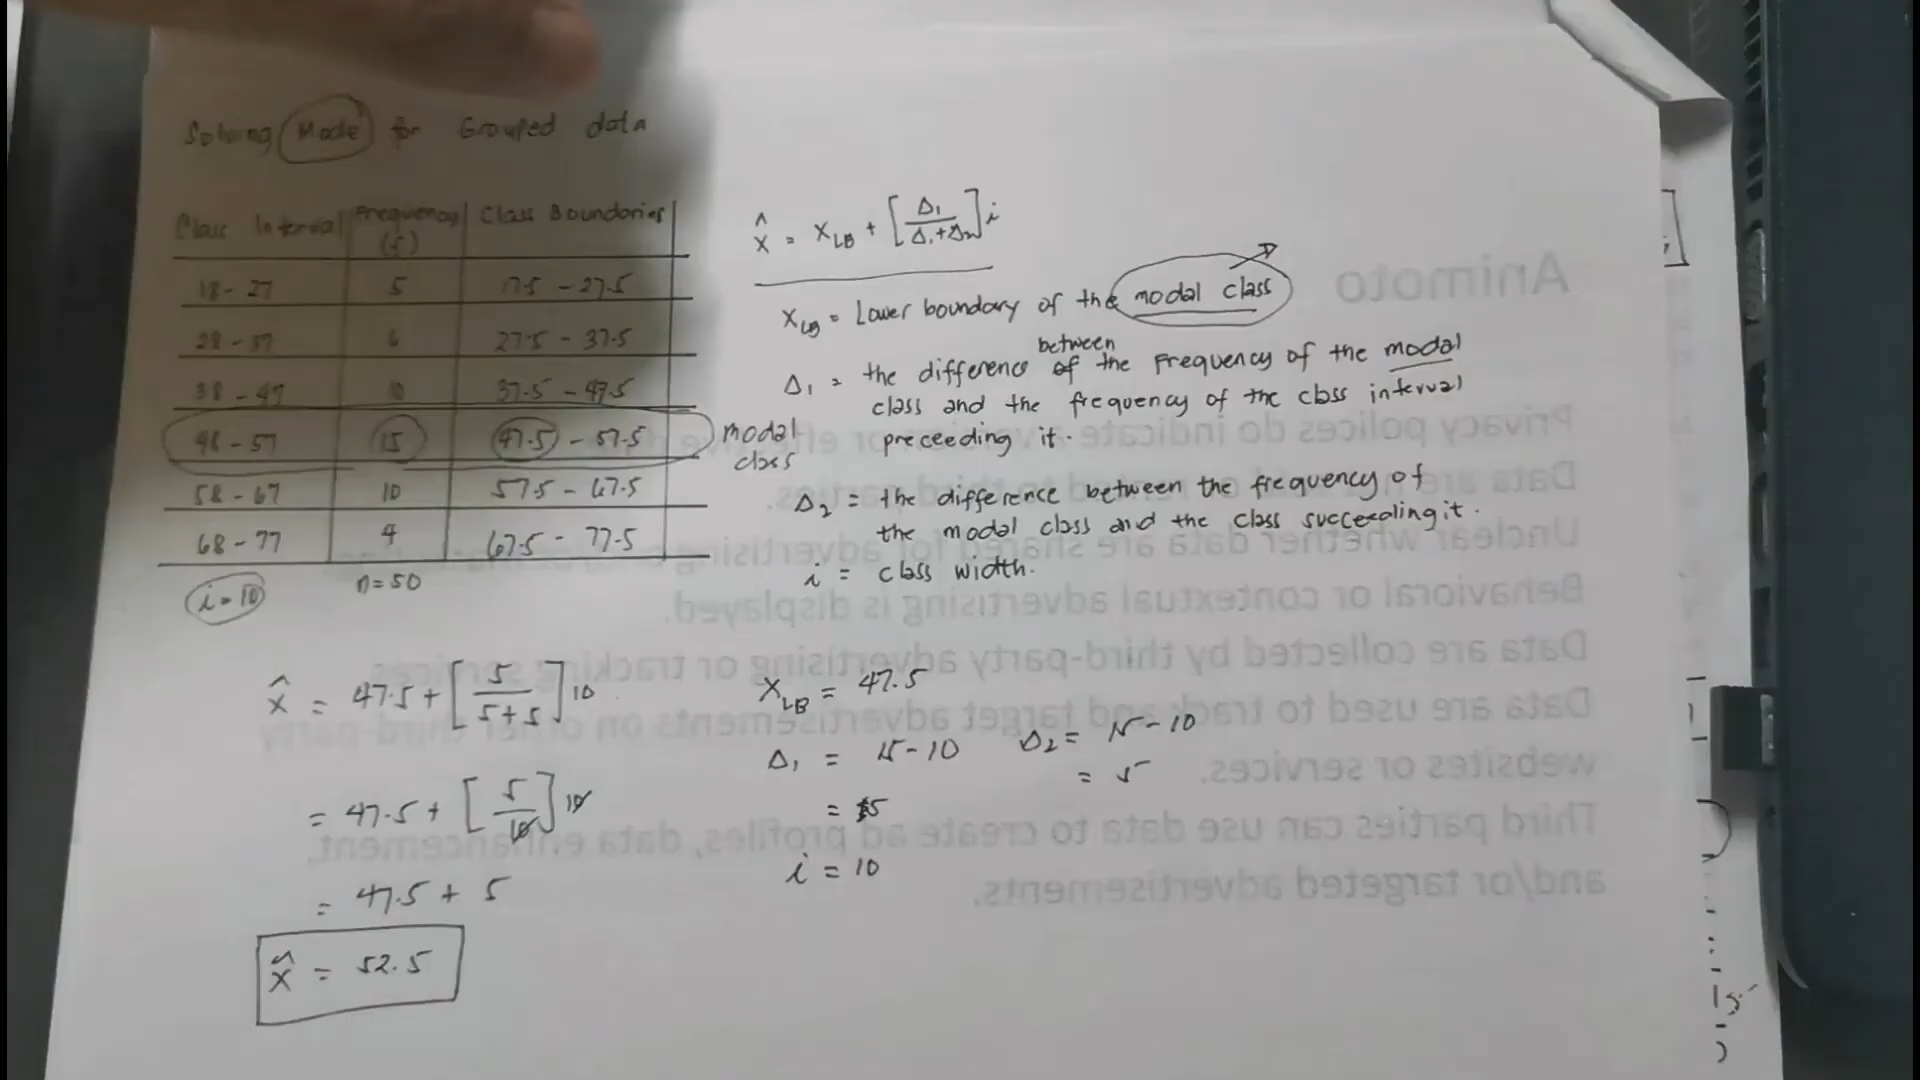 Solving Mode for Grouped data
Class Interval | Frequency (f) | Class Boundaries
18 - 27 | 5 | 17.5 - 27.5
28 - 37 | 6 | 27.5 - 37.5
38 - 47 | 10 | 37.5 - 47.5
48 - 57 | 15 | 47.5 - 57.5 modal class
58 - 67 | 10 | 57.5 - 67.5
68 - 77 | 4 | 67.5 - 77.5
i = 10 n = 50
X̂ = X_LB + [Δ₁ / (Δ₁ + Δ₂)] i
X_LB = Lower boundary of the modal class
between
Δ₁ = the difference of the Frequency of the modal
class and the frequency of the class interval
preceeding it.
Δ₂ = the difference between the frequency of
the modal class and the class succeeding it.
i = class width.
X̂ = 47.5 + [5 / (5 + 5)] 10
= 47.5 + [5 / 10] 10
= 47.5 + 5
X̂ = 52.5
X_LB = 47.5
Δ₁ = 15 - 10
= 5
Δ₂ = 15 - 10
= 5
i = 10
Animoto
Privacy polices do indicate a version or effective
Data are
Unclear whether data are shared for advertising
Behavioral or contextual advertising is displayed.
Data are collected by third-party advertising or tracking services.
Data are used to track and target advertisements on other third-party
websites or services.
Third parties can use data to create ad profiles, data enhancement,
and/or targeted advertisements.